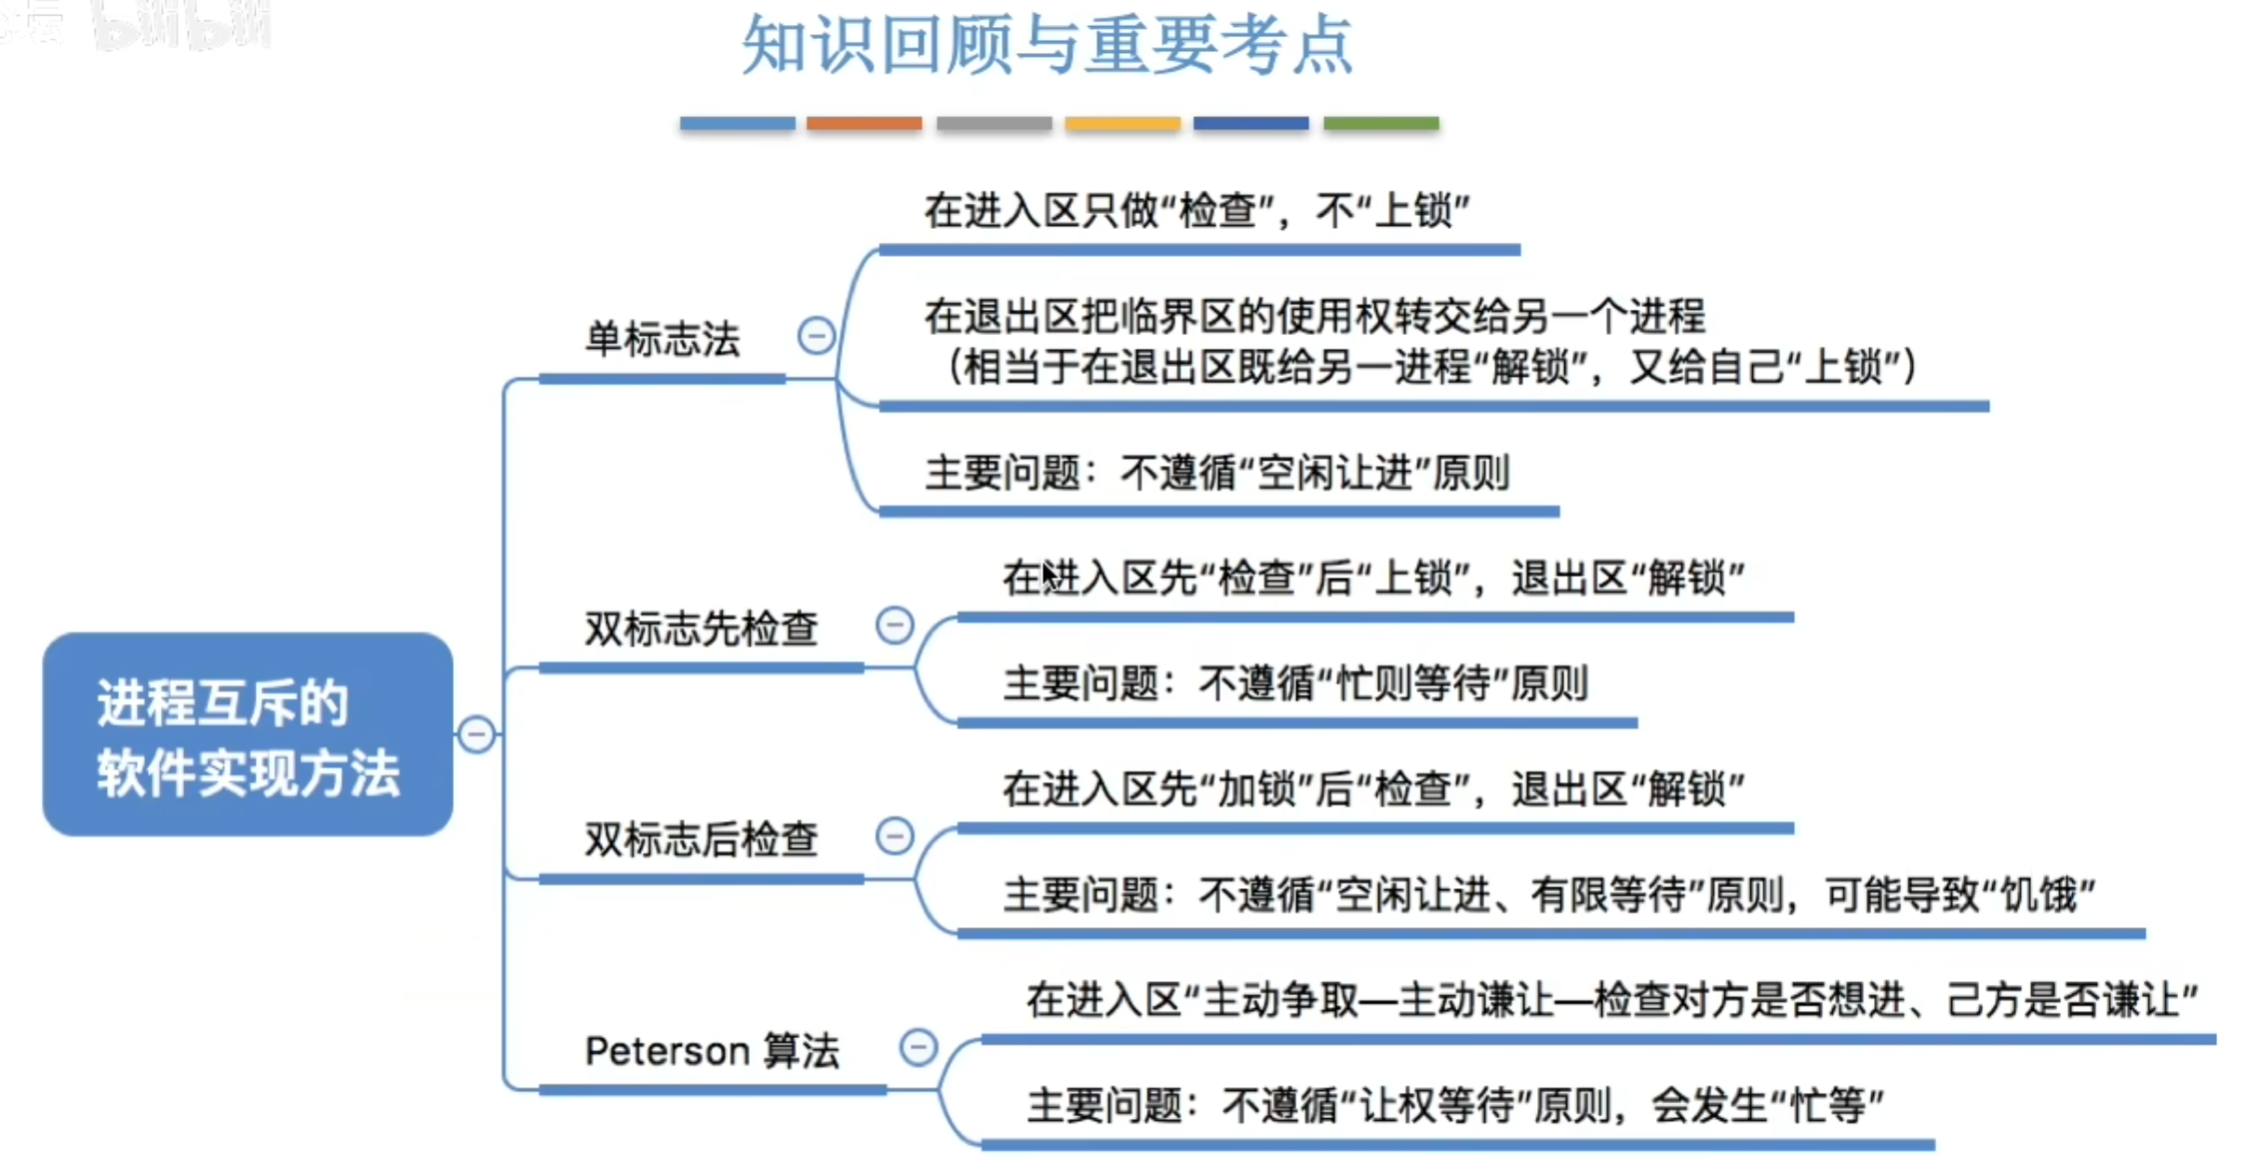 bilibili
知识回顾与重要考点
在进入区只做“检查”，不“上锁”
在退出区把临界区的使用权转交给另一个进程
（相当于在退出区既给另一进程“解锁”，又给自己“上锁”）
单标志法
主要问题：不遵循“空闲让进”原则
在进入区先“检查”后“上锁”，退出区“解锁”
双标志先检查
主要问题：不遵循“忙则等待”原则
进程互斥的
软件实现方法
在进入区先“加锁”后“检查”，退出区“解锁”
双标志后检查
主要问题：不遵循“空闲让进、有限等待”原则，可能导致“饥饿”
在进入区“主动争取—主动谦让—检查对方是否想进、己方是否谦让”
Peterson 算法
主要问题：不遵循“让权等待”原则，会发生“忙等”